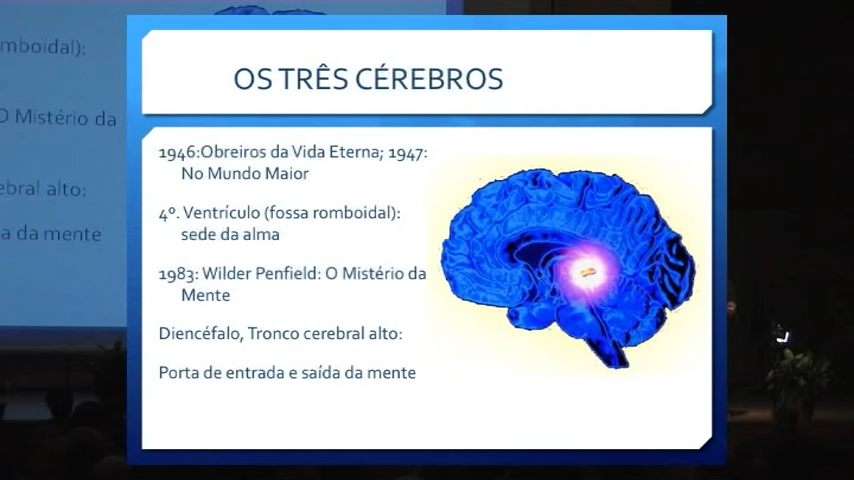 omboidal):
O Mistério da
ebral alto:
a da mente
OS TRÊS CÉREBROS
1946:Obreiros da Vida Eterna; 1947:
No Mundo Maior
4º. Ventrículo (fossa romboidal):
sede da alma
1983: Wilder Penfield: O Mistério da
Mente
Diencéfalo, Tronco cerebral alto:
Porta de entrada e saída da mente